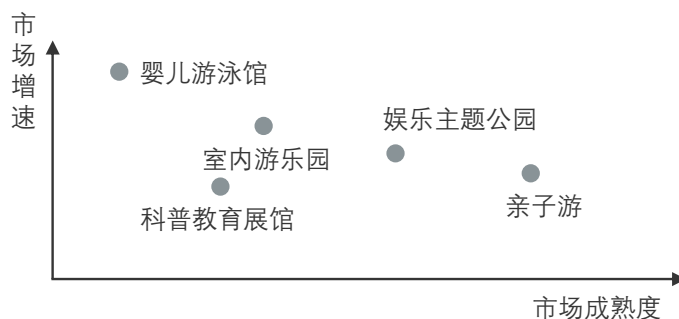 市场增速
婴儿游泳馆
娱乐主题公园
室内游乐园
亲子游
科普教育展馆
市场成熟度